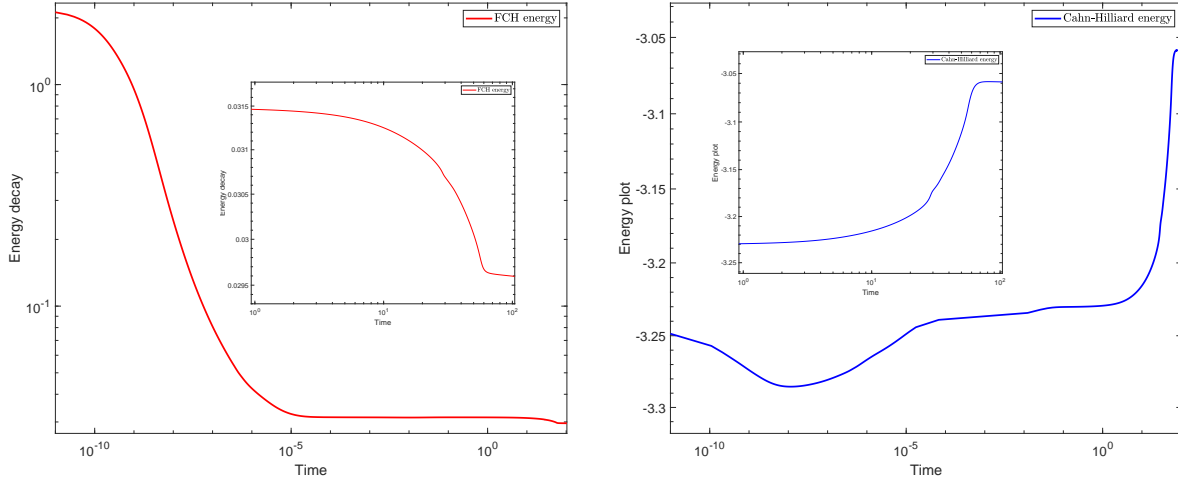 FCH energy
10^0
10^-1
Energy decay
10^-10
10^-5
10^0
Time
FCH energy
0.0315
0.031
0.0305
0.03
0.0295
Energy decay
10^0
10^1
10^2
Time
Cahn-Hilliard energy
-3.05
-3.1
-3.15
-3.2
-3.25
-3.3
Energy plot
10^-10
10^-5
10^0
Time
Cahn-Hilliard energy
-3.05
-3.1
-3.15
-3.2
-3.25
Energy plot
10^0
10^1
10^2
Time